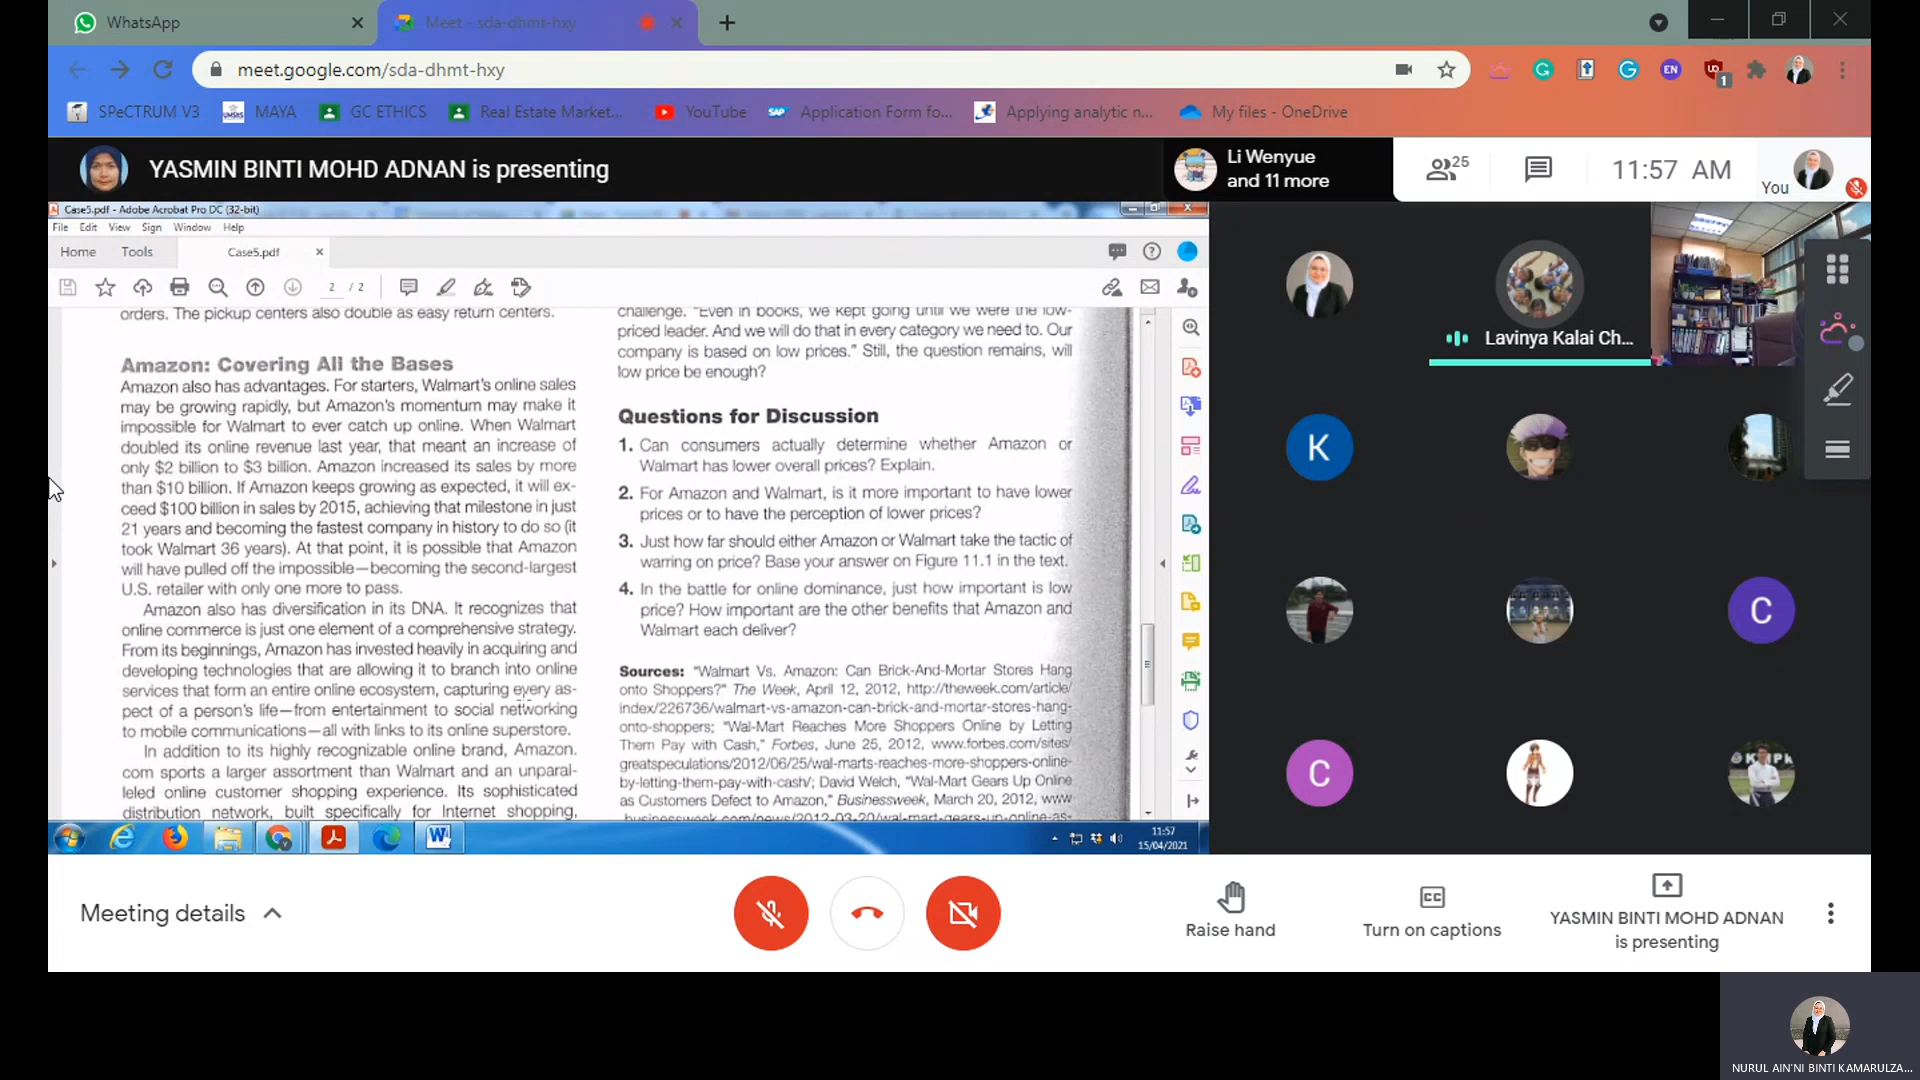 WhatsApp
Meet - sda-dhmt-hxy
meet.google.com/sda-dhmt-hxy
EN
1
SPeCTRUM V3
MAYA
GC ETHICS
Real Estate Market...
YouTube
SAP
Application Form fo...
Applying analytic n...
My files - OneDrive
YASMIN BINTI MOHD ADNAN is presenting
Li Wenyue
and 11 more
25
11:57 AM
You
Case5.pdf - Adobe Acrobat Pro DC (32-bit)
File Edit View Sign Window Help
Home Tools Case5.pdf
2 / 2
orders. The pickup centers also double as easy return centers.
Amazon: Covering All the Bases
Amazon also has advantages. For starters, Walmart's online sales
may be growing rapidly, but Amazon's momentum may make it
impossible for Walmart to ever catch up online. When Walmart
doubled its online revenue last year, that meant an increase of
only $2 billion to $3 billion. Amazon increased its sales by more
than $10 billion. If Amazon keeps growing as expected, it will ex-
ceed $100 billion in sales by 2015, achieving that milestone in just
21 years and becoming the fastest company in history to do so (it
took Walmart 36 years). At that point, it is possible that Amazon
will have pulled off the impossible—becoming the second-largest
U.S. retailer with only one more to pass.
Amazon also has diversification in its DNA. It recognizes that
online commerce is just one element of a comprehensive strategy.
From its beginnings, Amazon has invested heavily in acquiring and
developing technologies that are allowing it to branch into online
services that form an entire online ecosystem, capturing every as-
pect of a person's life—from entertainment to social networking
to mobile communications—all with links to its online superstore.
In addition to its highly recognizable online brand, Amazon.
com sports a larger assortment than Walmart and an unparal-
leled online customer shopping experience. Its sophisticated
distribution network, built specifically for Internet shopping,
challenge. "Even in books, we kept going until we were the low-
priced leader. And we will do that in every category we need to. Our
company is based on low prices." Still, the question remains, will
low price be enough?
Questions for Discussion
1. Can consumers actually determine whether Amazon or
Walmart has lower overall prices? Explain.
2. For Amazon and Walmart, is it more important to have lower
prices or to have the perception of lower prices?
3. Just how far should either Amazon or Walmart take the tactic of
warring on price? Base your answer on Figure 11.1 in the text.
4. In the battle for online dominance, just how important is low
price? How important are the other benefits that Amazon and
Walmart each deliver?
Sources: "Walmart Vs. Amazon: Can Brick-And-Mortar Stores Hang
onto Shoppers?" The Week, April 12, 2012, http://theweek.com/article/
index/226736/walmart-vs-amazon-can-brick-and-mortar-stores-hang-
onto-shoppers; "Wal-Mart Reaches More Shoppers Online by Letting
Them Pay with Cash," Forbes, June 25, 2012, www.forbes.com/sites/
greatspeculations/2012/06/25/wal-marts-reaches-more-shoppers-online-
by-letting-them-pay-with-cash/; David Welch, "Wal-Mart Gears Up Online
as Customers Defect to Amazon," Businessweek, March 20, 2012, www
.businessweek.com/news/2012-03-20/wal-mart-gears-up-online-as-
11:57
15/04/2021
Lavinya Kalai Ch...
K
C
C
Meeting details
Raise hand
Turn on captions
YASMIN BINTI MOHD ADNAN
is presenting
NURUL AIN'NI BINTI KAMARULZA...